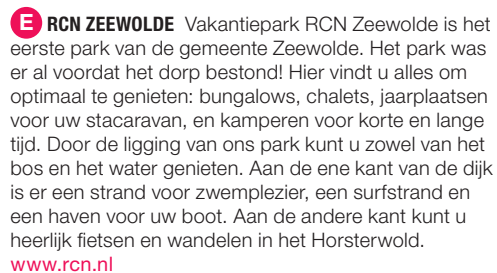 E RCN ZEEWOLDE Vakantiepark RCN Zeewolde is het
eerste park van de gemeente Zeewolde. Het park was
er al voordat het dorp bestond! Hier vindt u alles om
optimaal te genieten: bungalows, chalets, jaarplaatsen
voor uw stacaravan, en kamperen voor korte en lange
tijd. Door de ligging van ons park kunt u zowel van het
bos en het water genieten. Aan de ene kant van de dijk
is er een strand voor zwemplezier, een surfstrand en
een haven voor uw boot. Aan de andere kant kunt u
heerlijk fietsen en wandelen in het Horsterwold.
www.rcn.nl